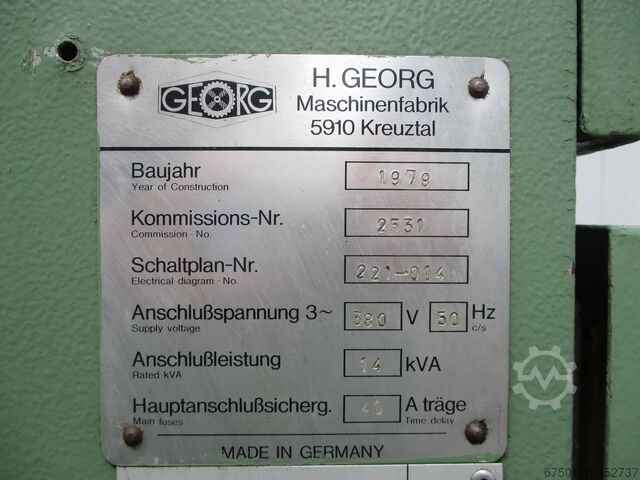 GEORG
H. GEORG
Maschinenfabrik
5910 Kreuztal
Baujahr 1979
Year of Construction
Kommissions-Nr. 2531
Commission - No.
Schaltplan-Nr. 221-014
Electrical diagram - No.
Anschlußspannung 3~ 380 V 50 Hz
Supply voltage c/s
Anschlußleistung 14 kVA
Rated kVA
Hauptanschlußsicherg. A träge
Main fuses Time delay
MADE IN GERMANY